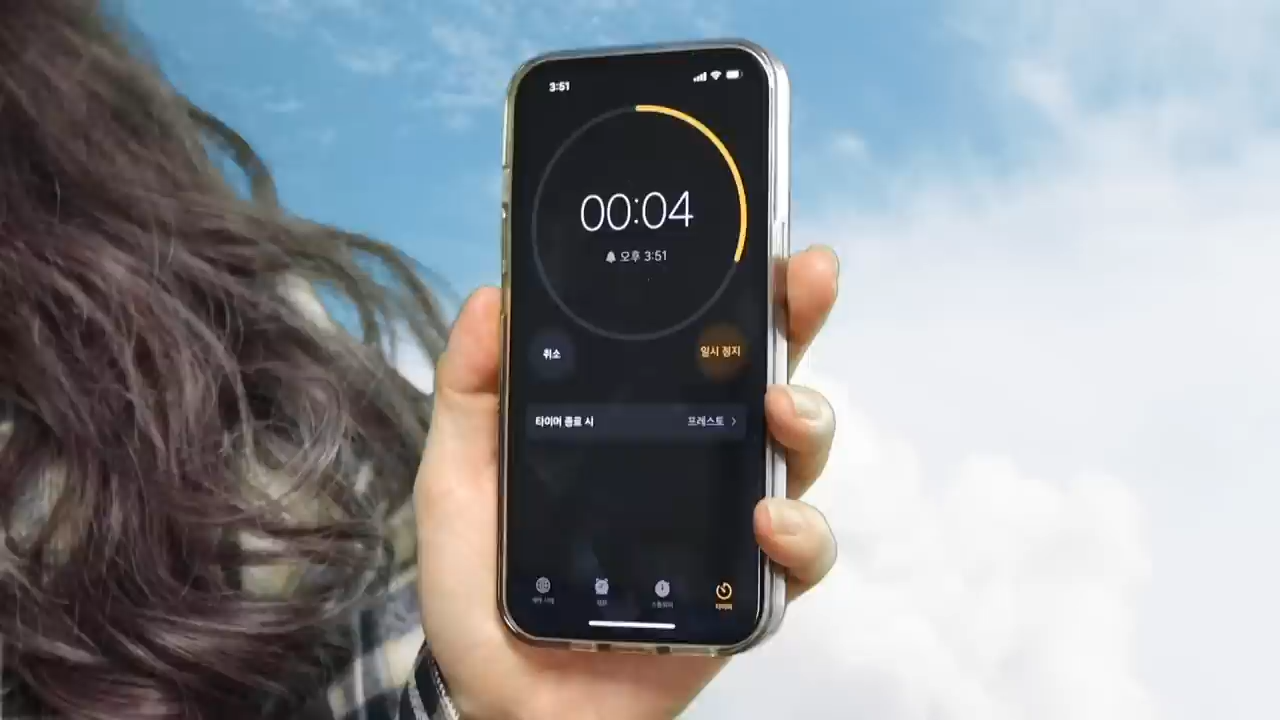 3:51
00:04
오후 3:51
취소
일시 정지
타이머 종료 시
프레스토
타이머